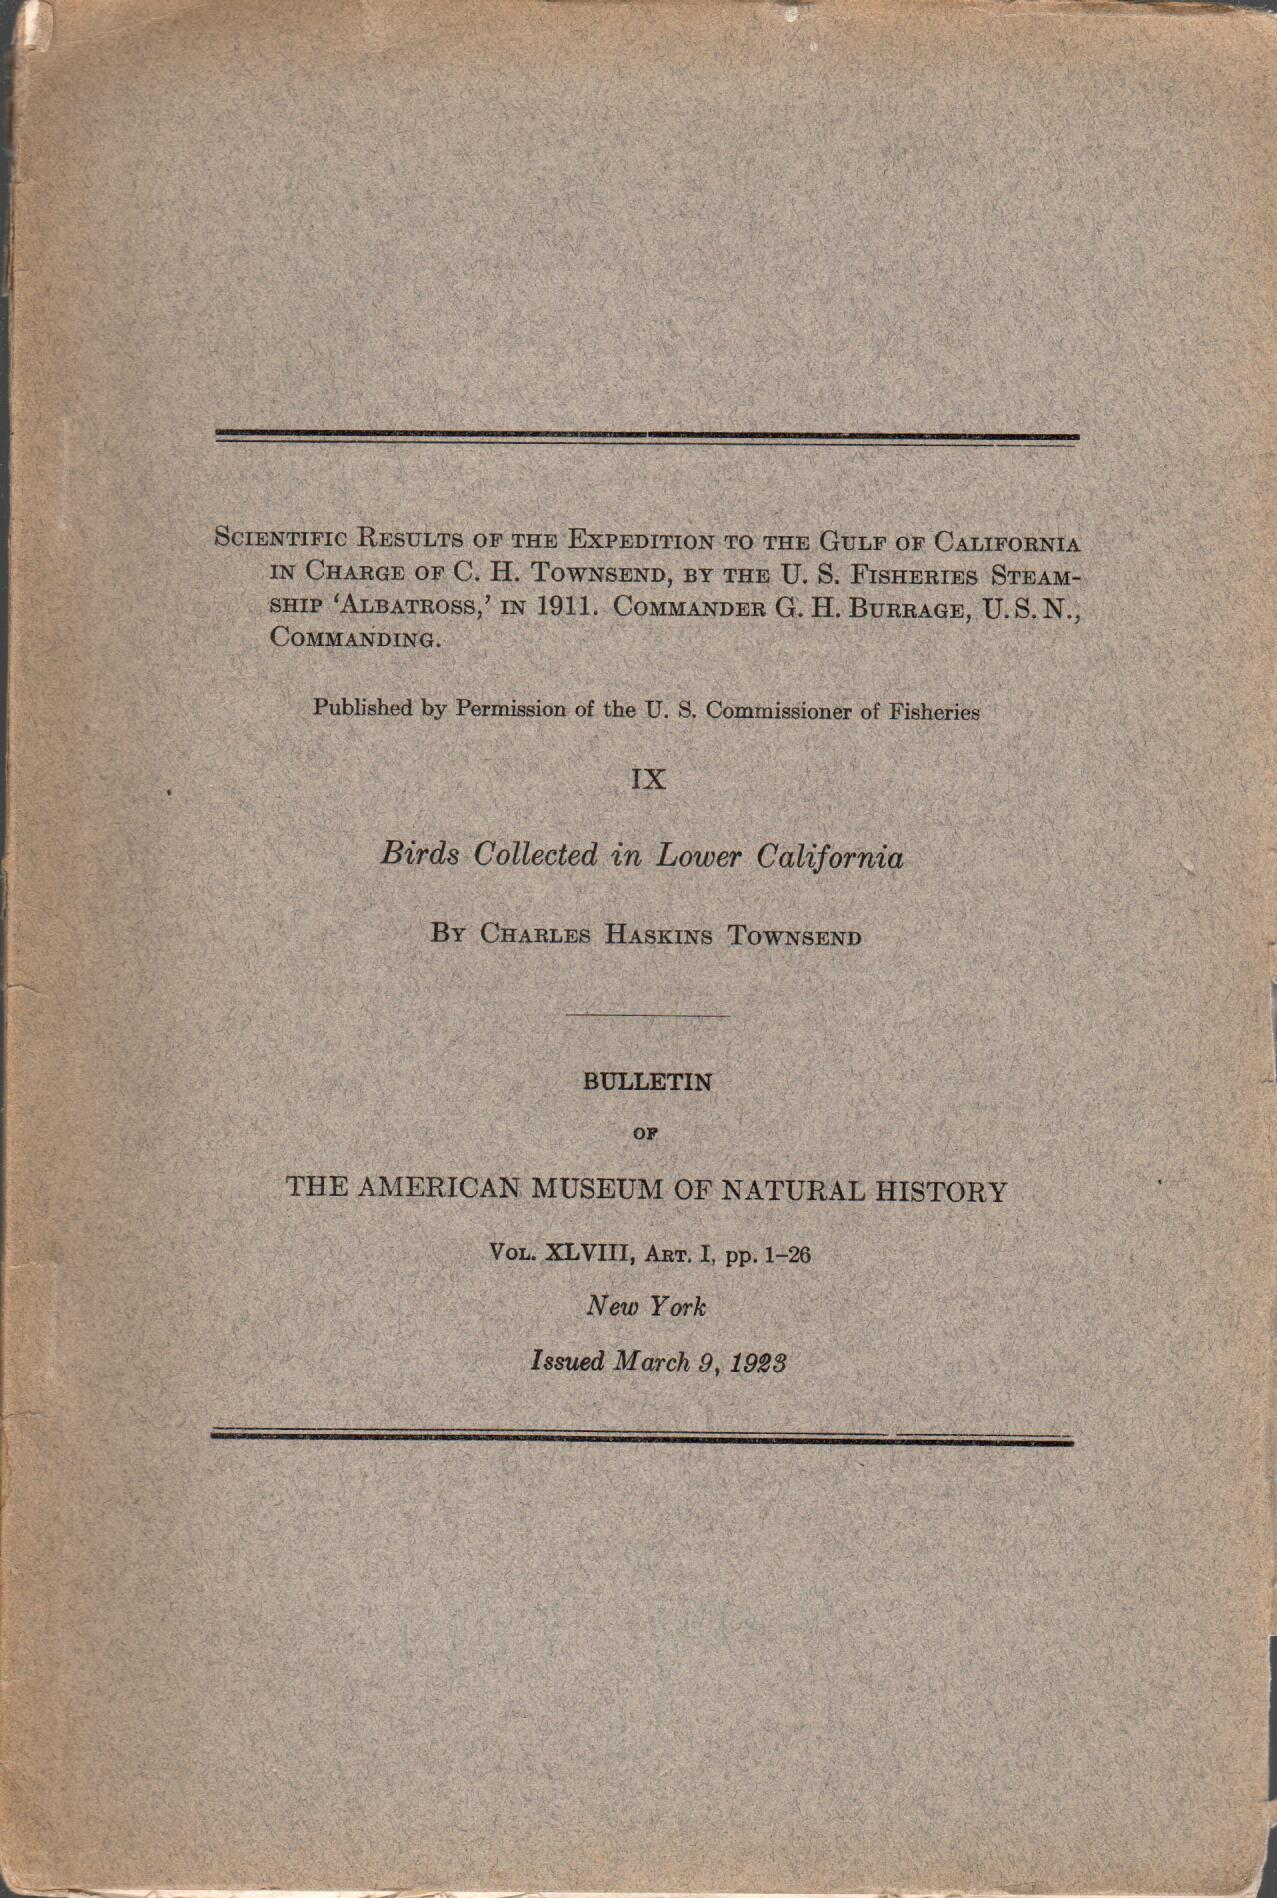 Scientific Results of the Expedition to the Gulf of California
in Charge of C. H. Townsend, by the U. S. Fisheries Steam-
ship ‘Albatross,’ in 1911. Commander G. H. Burrage, U. S. N.,
Commanding.
Published by Permission of the U. S. Commissioner of Fisheries
IX
Birds Collected in Lower California
By Charles Haskins Townsend
BULLETIN
OF
THE AMERICAN MUSEUM OF NATURAL HISTORY
Vol. XLVIII, Art. I, pp. 1–26
New York
Issued March 9, 1923